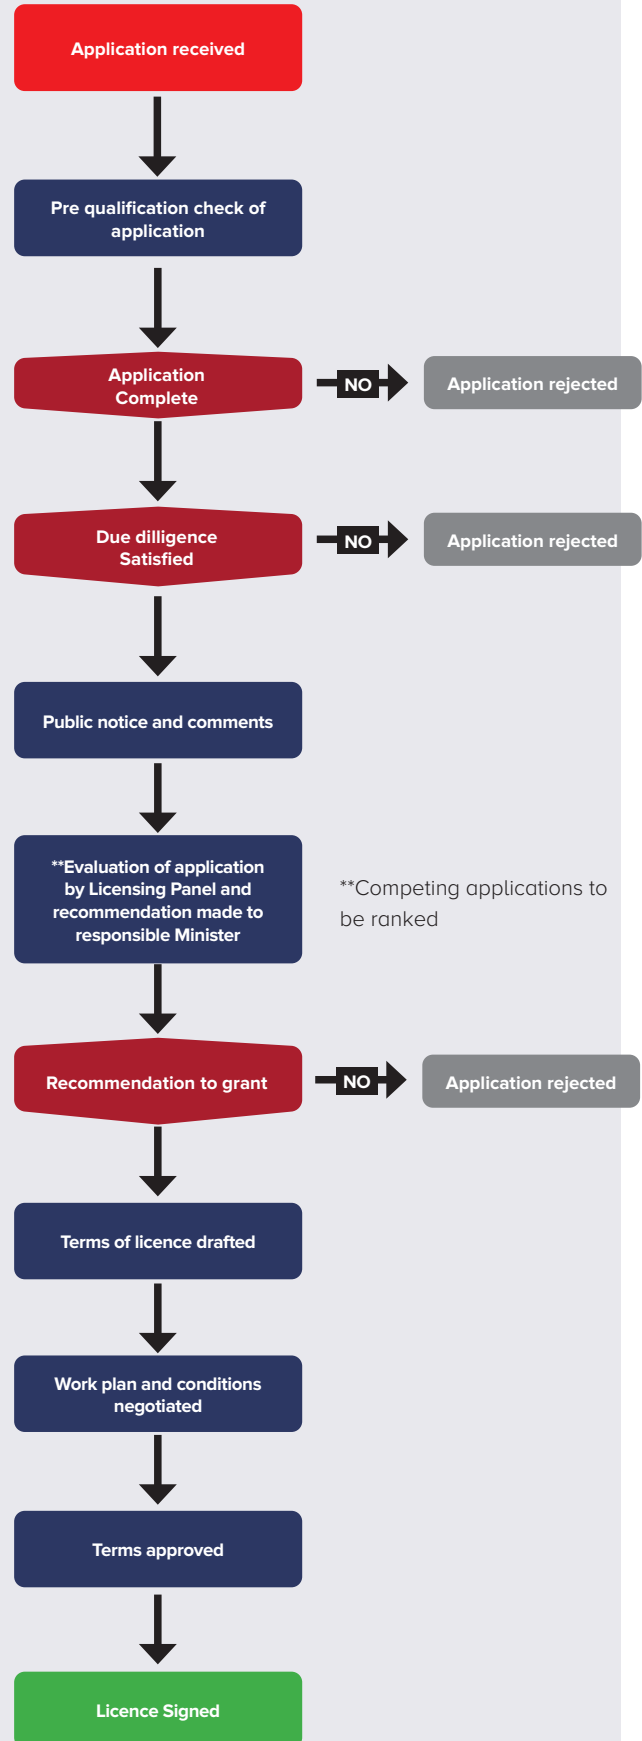 Application received
Pre qualification check of
application
Application
Complete
NO
Application rejected
Due dilligence
Satisfied
NO
Application rejected
Public notice and comments
**Evaluation of application
by Licensing Panel and
recommendation made to
responsible Minister
**Competing applications to
be ranked
Recommendation to grant
NO
Application rejected
Terms of licence drafted
Work plan and conditions
negotiated
Terms approved
Licence Signed